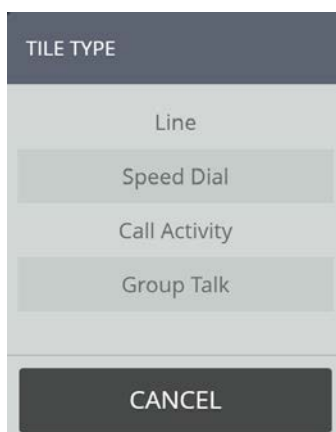 TILE TYPE
Line
Speed Dial
Call Activity
Group Talk
CANCEL